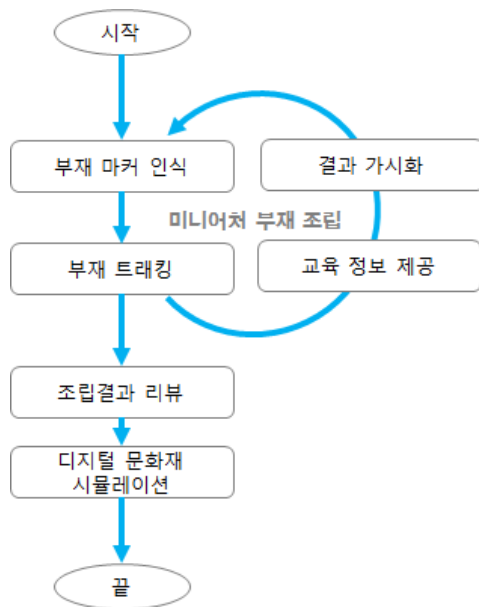 시작
부재 마커 인식
결과 가시화
미니어처 부재 조립
부재 트래킹
교육 정보 제공
조립결과 리뷰
디지털 문화재
시뮬레이션
끝